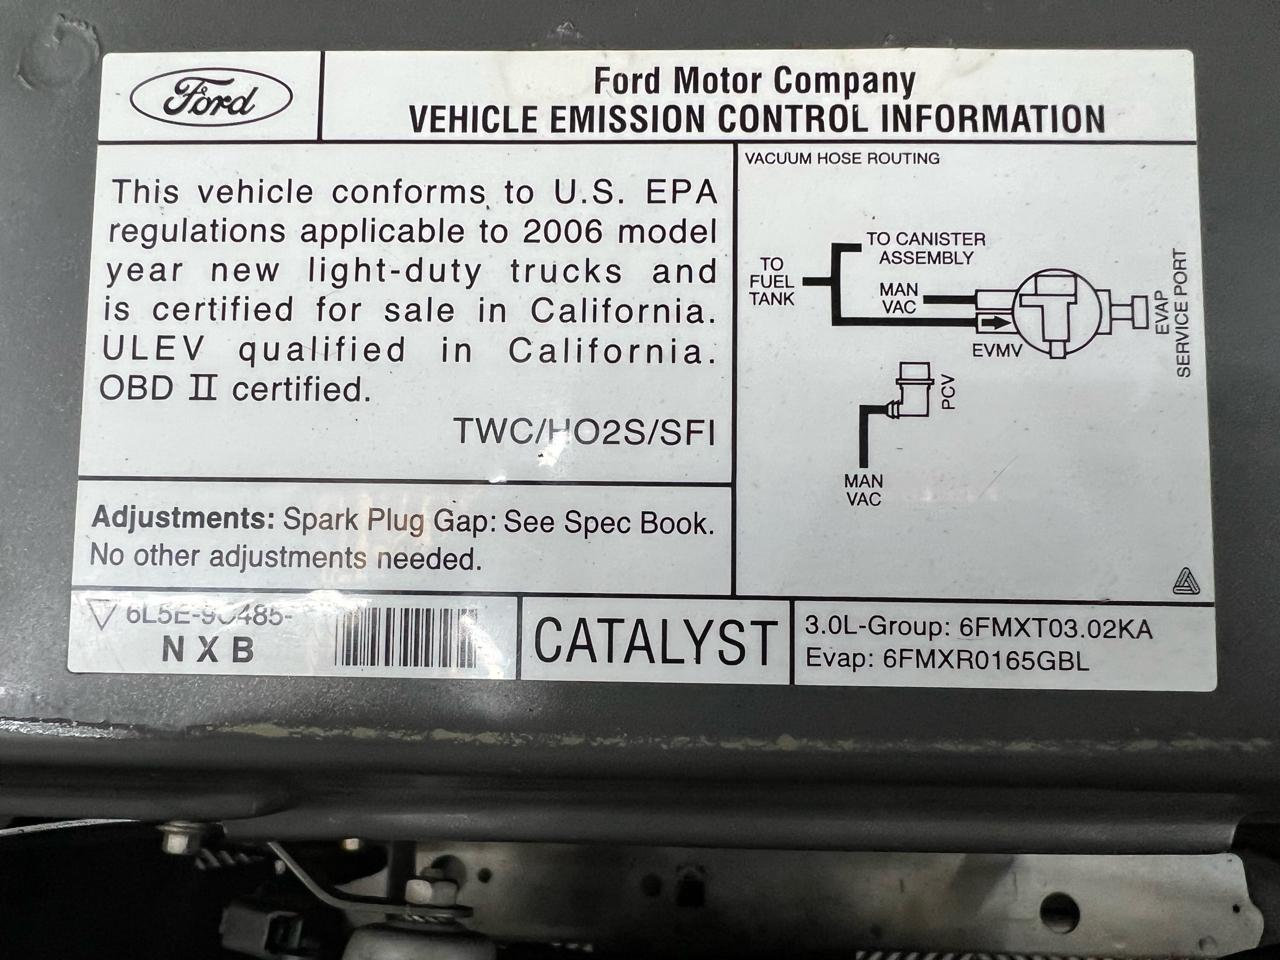 Ford
Ford Motor Company
VEHICLE EMISSION CONTROL INFORMATION
This vehicle conforms to U.S. EPA
regulations applicable to 2006 model
year new light-duty trucks and
is certified for sale in California.
ULEV qualified in California.
OBD II certified.
TWC/HO2S/SFI
Adjustments: Spark Plug Gap: See Spec Book.
No other adjustments needed.
VACUUM HOSE ROUTING
TO CANISTER
ASSEMBLY
TO
FUEL
TANK
MAN
VAC
EVMV
EVAP
SERVICE PORT
PCV
MAN
VAC
6L5E-9C485-
NXB
CATALYST
3.0L-Group: 6FMXT03.02KA
Evap: 6FMXR0165GBL